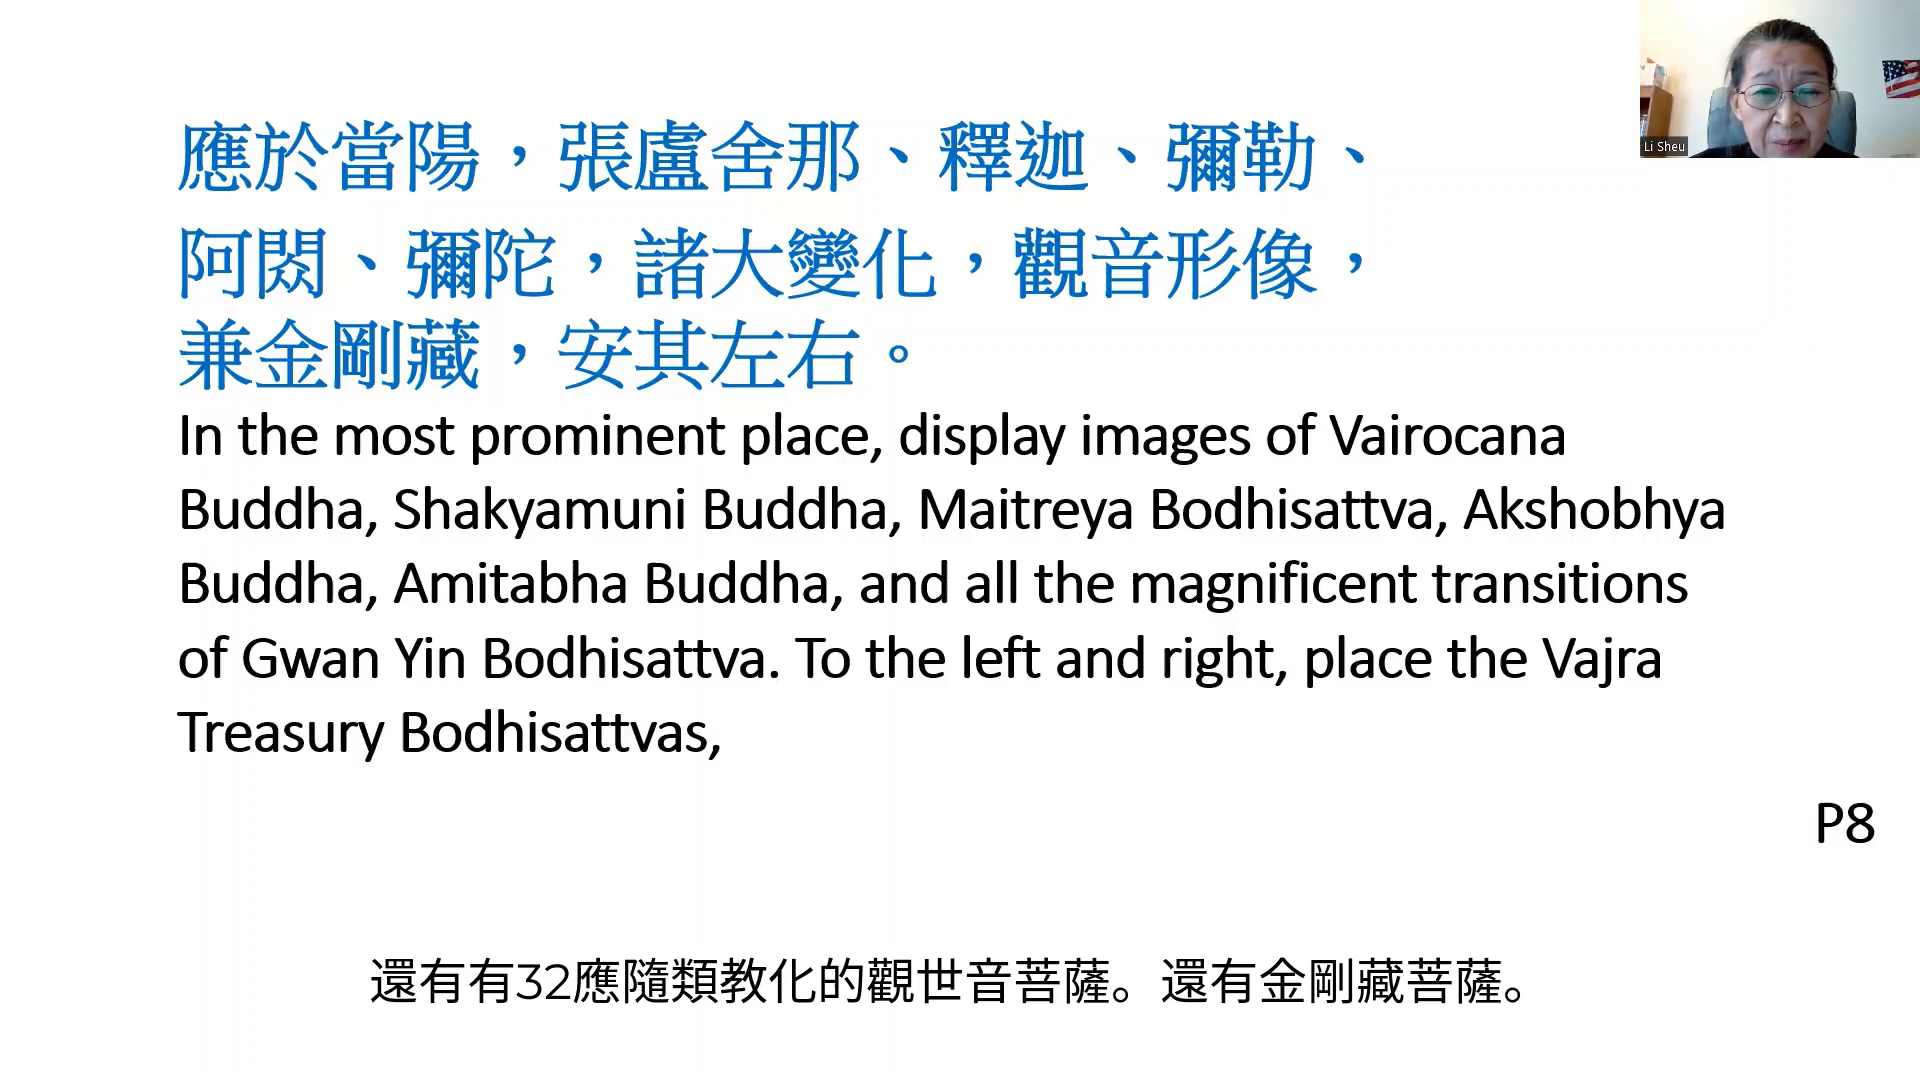 應於當陽，張盧舍那、釋迦、彌勒、
阿閦、彌陀，諸大變化，觀音形像，
兼金剛藏，安其左右。
In the most prominent place, display images of Vairocana
Buddha, Shakyamuni Buddha, Maitreya Bodhisattva, Akshobhya
Buddha, Amitabha Buddha, and all the magnificent transitions
of Gwan Yin Bodhisattva. To the left and right, place the Vajra
Treasury Bodhisattvas,
P8
還有有32應隨類教化的觀世音菩薩。還有金剛藏菩薩。
Li Sheu